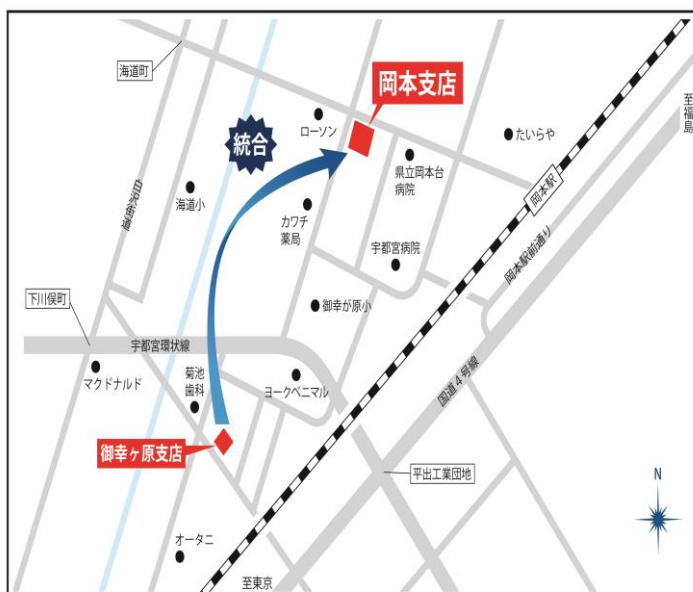 海道町
岡本支店
至福島
ローソン
統合
たいらや
県立岡本台
病院
岡本駅
白沢街道
海道小
カワチ
薬局
岡本駅前通り
宇都宮病院
下川俣町
御幸が原小
宇都宮環状線
マクドナルド
菊池
歯科
ヨークベニマル
国道4号線
御幸ヶ原支店
平出工業団地
N
オータニ
至東京